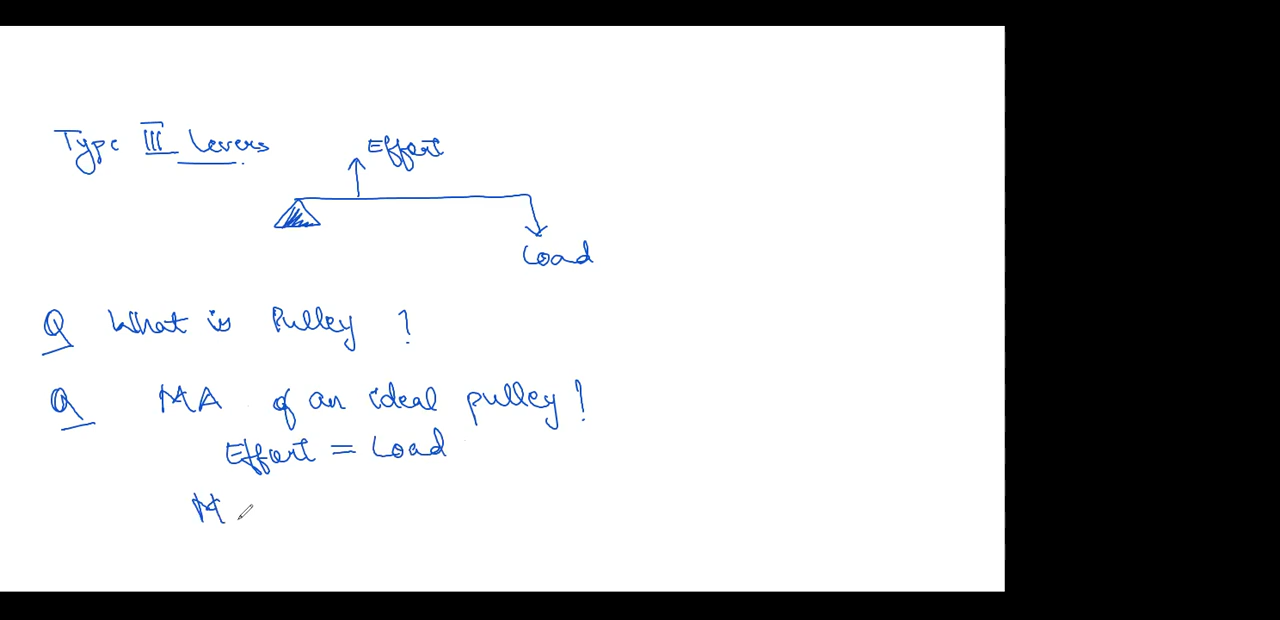 Type III Levers
Effort
Load
Q What is Pulley ?
Q MA of an ideal pulley !
Effort = Load
M